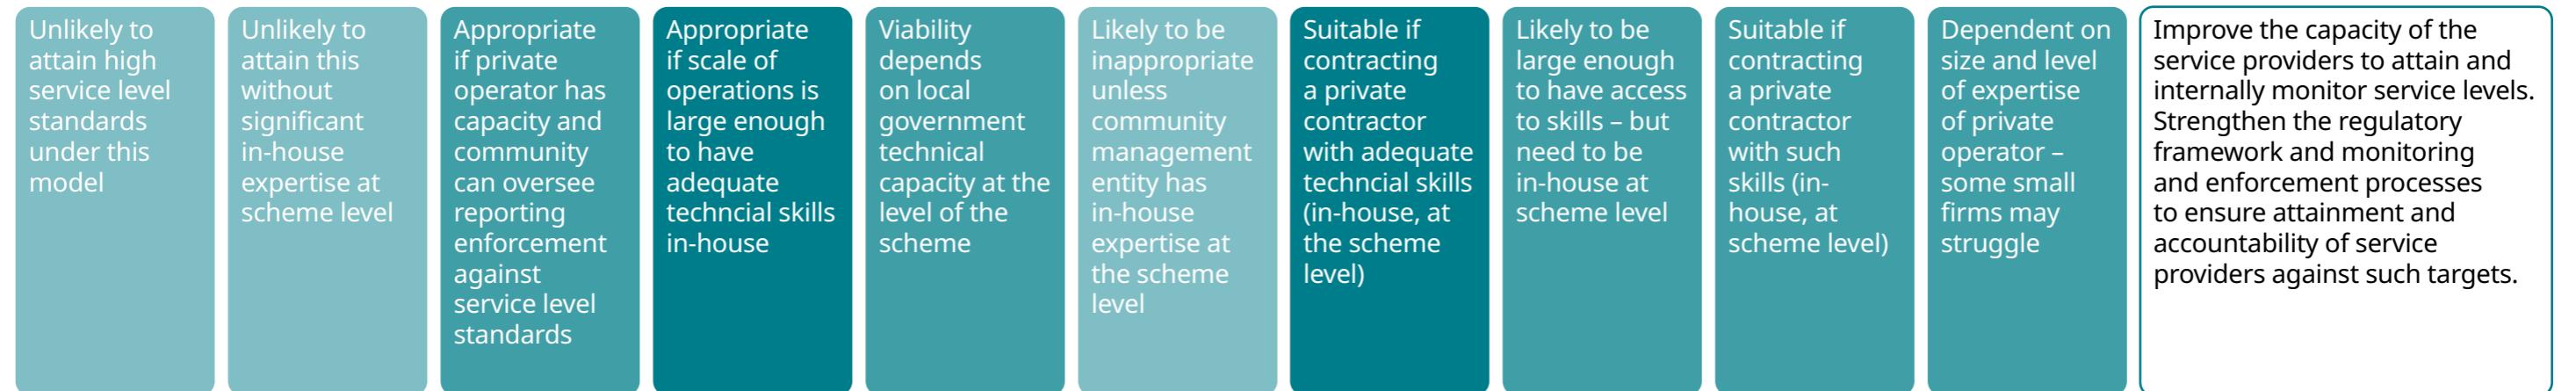 Unlikely to
attain high
service level
standards
under this
model
Unlikely to
attain this
without
significant
in-house
expertise at
scheme level
Appropriate
if private
operator has
capacity and
community
can oversee
reporting
enforcement
against
service level
standards
Appropriate
if scale of
operations is
large enough
to have
adequate
techncial skills
in-house
Viability
depends
on local
government
technical
capacity at the
level of the
scheme
Likely to be
inappropriate
unless
community
management
entity has
in-house
expertise at
the scheme
level
Suitable if
contracting
a private
contractor
with adequate
techncial skills
(in-house, at
the scheme
level)
Likely to be
large enough
to have access
to skills – but
need to be
in-house at
scheme level
Suitable if
contracting
a private
contractor
with such
skills (in-
house, at
scheme level)
Dependent on
size and level
of expertise
of private
operator –
some small
firms may
struggle
Improve the capacity of the
service providers to attain and
internally monitor service levels.
Strengthen the regulatory
framework and monitoring
and enforcement processes
to ensure attainment and
accountability of service
providers against such targets.